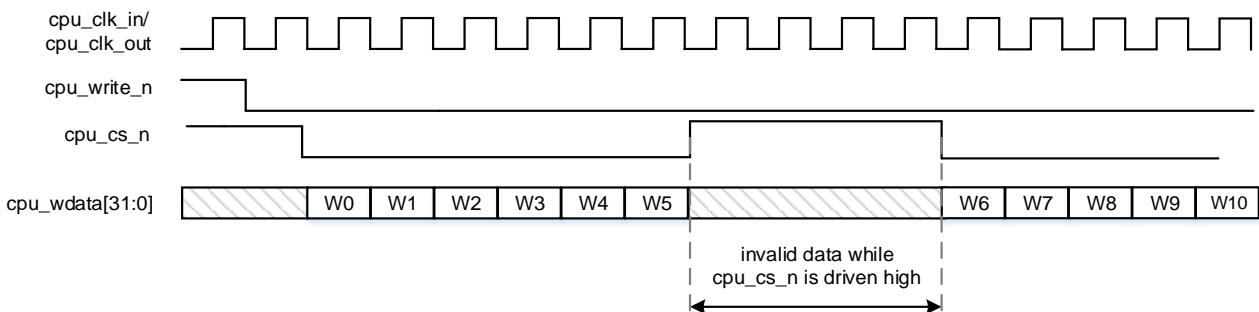 cpu_clk_in/
cpu_clk_out
cpu_write_n
cpu_cs_n
cpu_wdata[31:0]
W0 W1 W2 W3 W4 W5 W6 W7 W8 W9 W10
invalid data while
cpu_cs_n is driven high